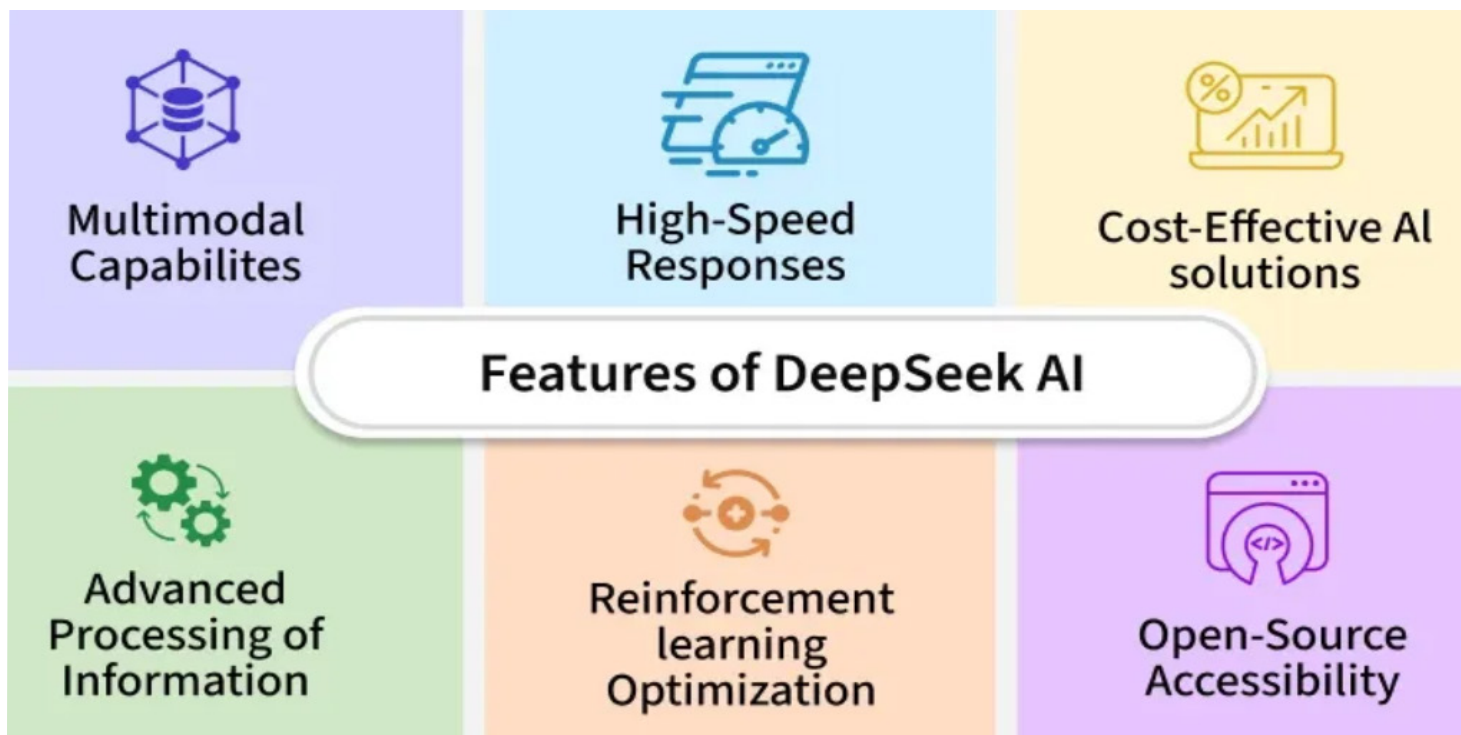 Multimodal
Capabilites
High-Speed
Responses
Cost-Effective AI
solutions
Features of DeepSeek AI
Advanced
Processing of
Information
Reinforcement
learning
Optimization
Open-Source
Accessibility